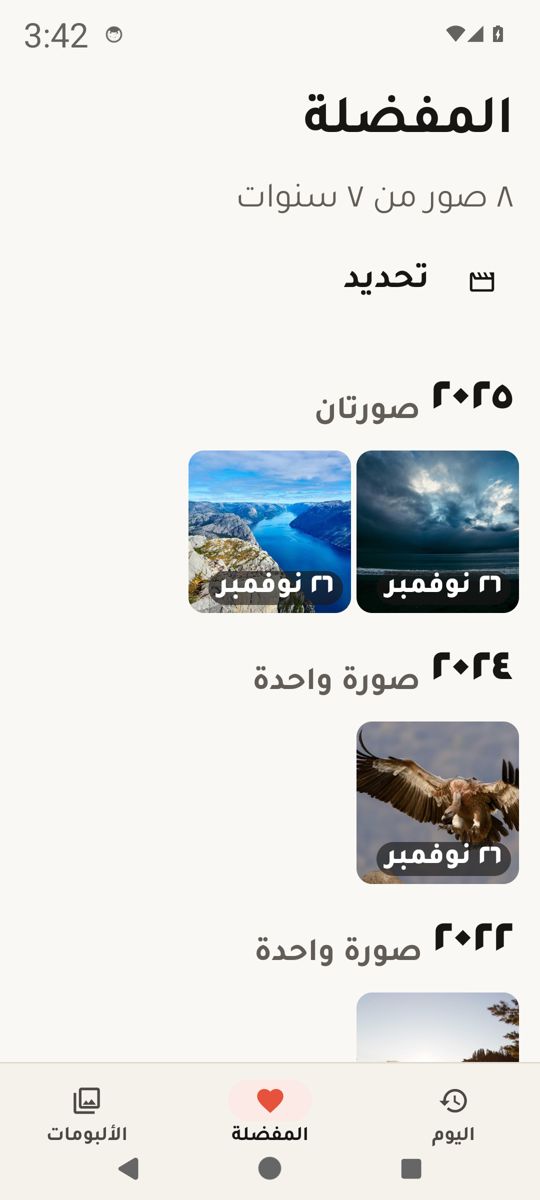 3:42
المفضلة
٨ صور من ٧ سنوات
تحديد
٢٠٢٥ صورتان
٢٦ نوفمبر
٢٦ نوفمبر
٢٠٢٤ صورة واحدة
٢٦ نوفمبر
٢٠٢٢ صورة واحدة
اليوم
المفضلة
الألبومات